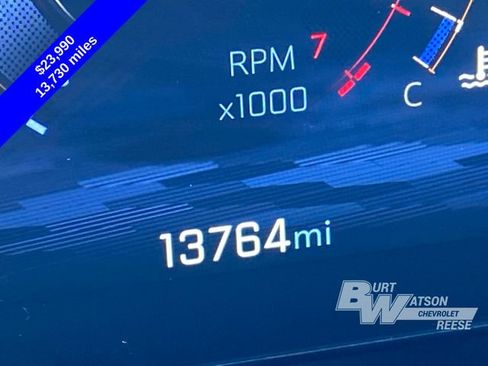 $23,990
13,730 miles
RPM
x1000
7
C
13764mi
BURT
WATSON
CHEVROLET
REESE